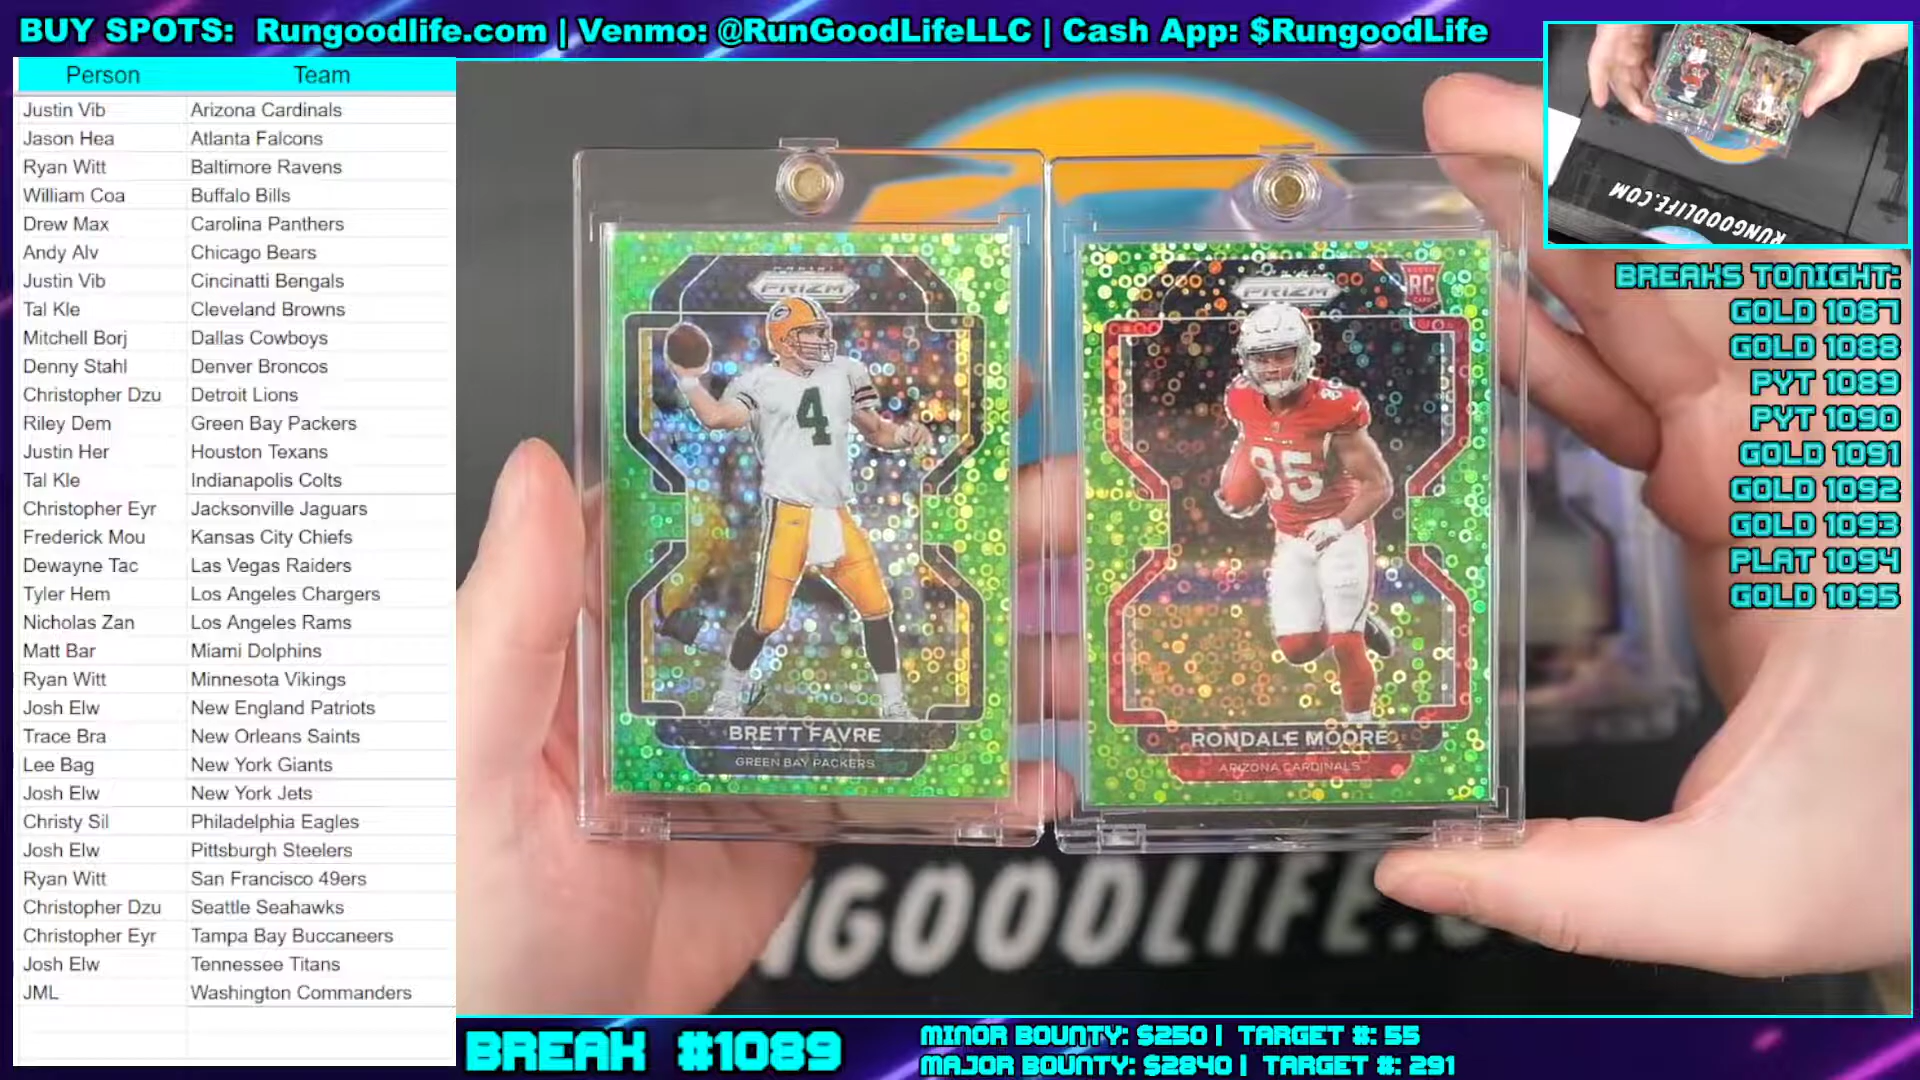 BUY SPOTS: Rungoodlife.com | Venmo: @RunGoodLifeLLC | Cash App: $RungoodLife
Person Team
Justin Vib Arizona Cardinals
Jason Hea Atlanta Falcons
Ryan Witt Baltimore Ravens
William Coa Buffalo Bills
Drew Max Carolina Panthers
Andy Alv Chicago Bears
Justin Vib Cincinatti Bengals
Tal Kle Cleveland Browns
Mitchell Borj Dallas Cowboys
Denny Stahl Denver Broncos
Christopher Dzu Detroit Lions
Riley Dem Green Bay Packers
Justin Her Houston Texans
Tal Kle Indianapolis Colts
Christopher Eyr Jacksonville Jaguars
Frederick Mou Kansas City Chiefs
Dewayne Tac Las Vegas Raiders
Tyler Hem Los Angeles Chargers
Nicholas Zan Los Angeles Rams
Matt Bar Miami Dolphins
Ryan Witt Minnesota Vikings
Josh Elw New England Patriots
Trace Bra New Orleans Saints
Lee Bag New York Giants
Josh Elw New York Jets
Christy Sil Philadelphia Eagles
Josh Elw Pittsburgh Steelers
Ryan Witt San Francisco 49ers
Christopher Dzu Seattle Seahawks
Christopher Eyr Tampa Bay Buccaneers
Josh Elw Tennessee Titans
JML Washington Commanders
PRIZM
4
BRETT FAVRE
GREEN BAY PACKERS
PRIZM
RC
85
RONDALE MOORE
ARIZONA CARDINALS
NGOODLIFE.
RUNGOODLIFE.COM
BREAKS TONIGHT:
GOLD 1087
GOLD 1088
PYT 1089
PYT 1090
GOLD 1091
GOLD 1092
GOLD 1093
PLAT 1094
GOLD 1095
BREAK #1089
MINOR BOUNTY: $250 | TARGET #: 55
MAJOR BOUNTY: $2840 | TARGET #: 291